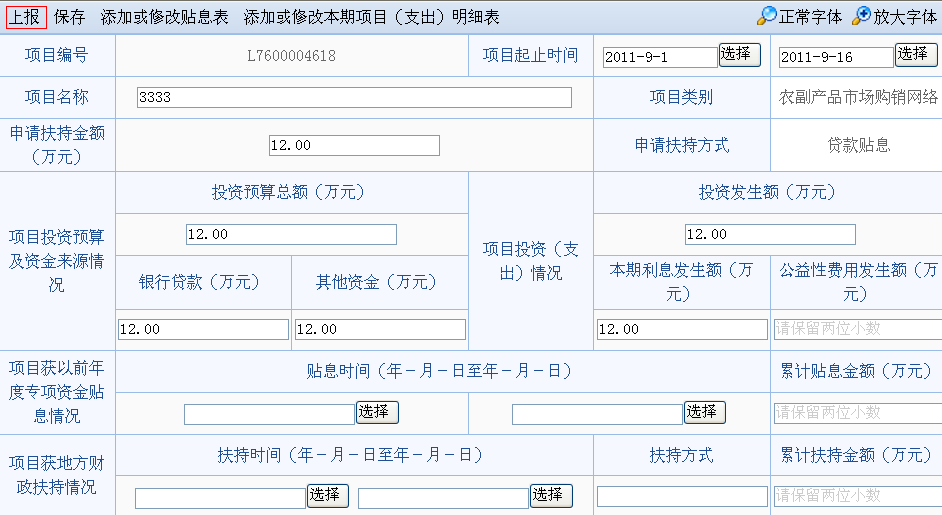 上报 保存 添加或修改贴息表 添加或修改本期项目（支出）明细表 正常字体 放大字体
项目编号 L7600004618 项目起止时间 2011-9-1 选择 2011-9-16 选择
项目名称 3333 项目类别 农副产品市场购销网络
申请扶持金额
（万元） 12.00 申请扶持方式 贷款贴息
项目投资预算
及资金来源情
况
投资预算总额（万元）
12.00
银行贷款（万元） 其他资金（万元）
12.00 12.00
项目投资（支
出）情况
投资发生额（万元）
12.00
本期利息发生额（万
元）
公益性费用发生额（万
元）
12.00 请保留两位小数
项目获以前年
度专项资金贴
息情况
贴息时间（年－月－日至年－月－日） 累计贴息金额（万元）
选择 选择 请保留两位小数
项目获地方财
政扶持情况
扶持时间（年－月－日至年－月－日） 扶持方式 累计扶持金额（万元）
选择 选择 请保留两位小数